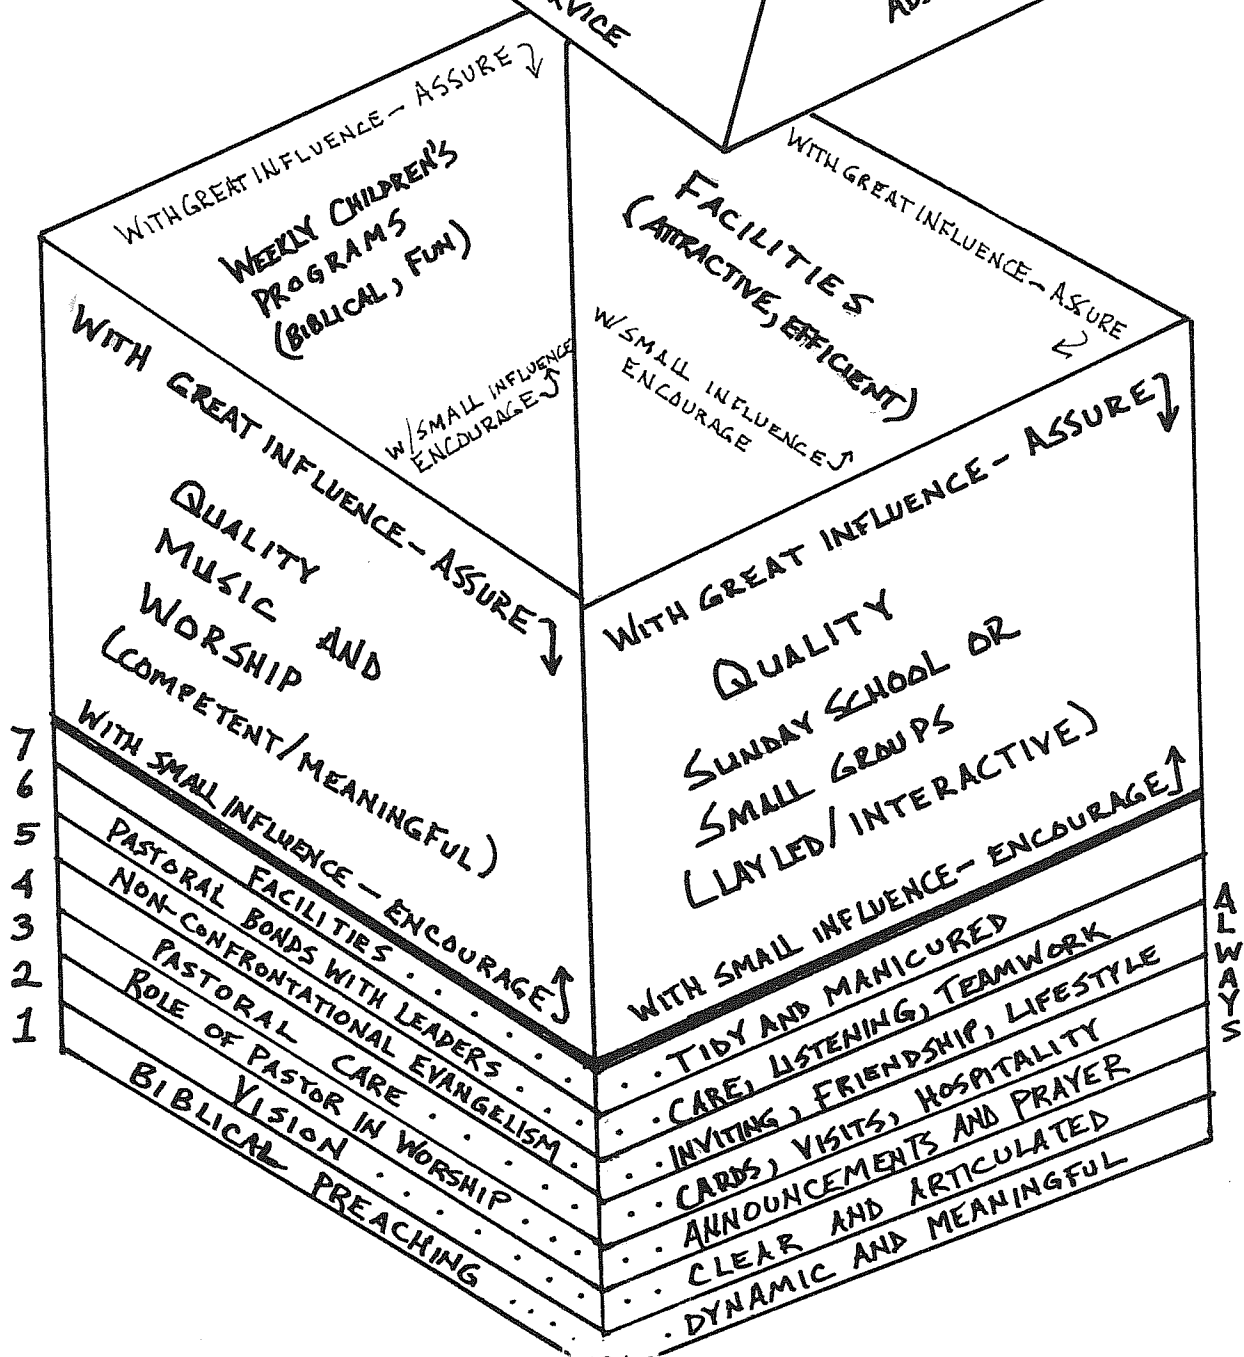 RVICE
WITH GREAT INFLUENCE - ASSURE
WEEKLY CHILDREN'S
PROGRAMS
(BIBLICAL, FUN)
W/SMALL INFLUENCE
ENCOURAGE
WITH GREAT INFLUENCE - ASSURE
FACILITIES
(ATTRACTIVE, EFFICIENT)
W/SMALL INFLUENCE
ENCOURAGE
WITH GREAT INFLUENCE - ASSURE
QUALITY
MUSIC AND
WORSHIP
(COMPETENT/MEANINGFUL)
WITH SMALL INFLUENCE - ENCOURAGE
WITH GREAT INFLUENCE - ASSURE
QUALITY
SUNDAY SCHOOL OR
SMALL GROUPS
(LAY LED/INTERACTIVE)
WITH SMALL INFLUENCE - ENCOURAGE
7 FACILITIES . . . . . . . TIDY AND MANICURED
6 PASTORAL BONDS WITH LEADERS . . . . . . CARE, LISTENING, TEAMWORK
5 NON-CONFRONTATIONAL EVANGELISM . . . . INVITING, FRIENDSHIP, LIFESTYLE
4 PASTORAL CARE . . . . . . CARDS, VISITS, HOSPITALITY
3 ROLE OF PASTOR IN WORSHIP . . . . . . ANNOUNCEMENTS AND PRAYER
2 VISION . . . . . . . . CLEAR AND ARTICULATED
1 BIBLICAL PREACHING . . . . . DYNAMIC AND MEANINGFUL
ALWAYS